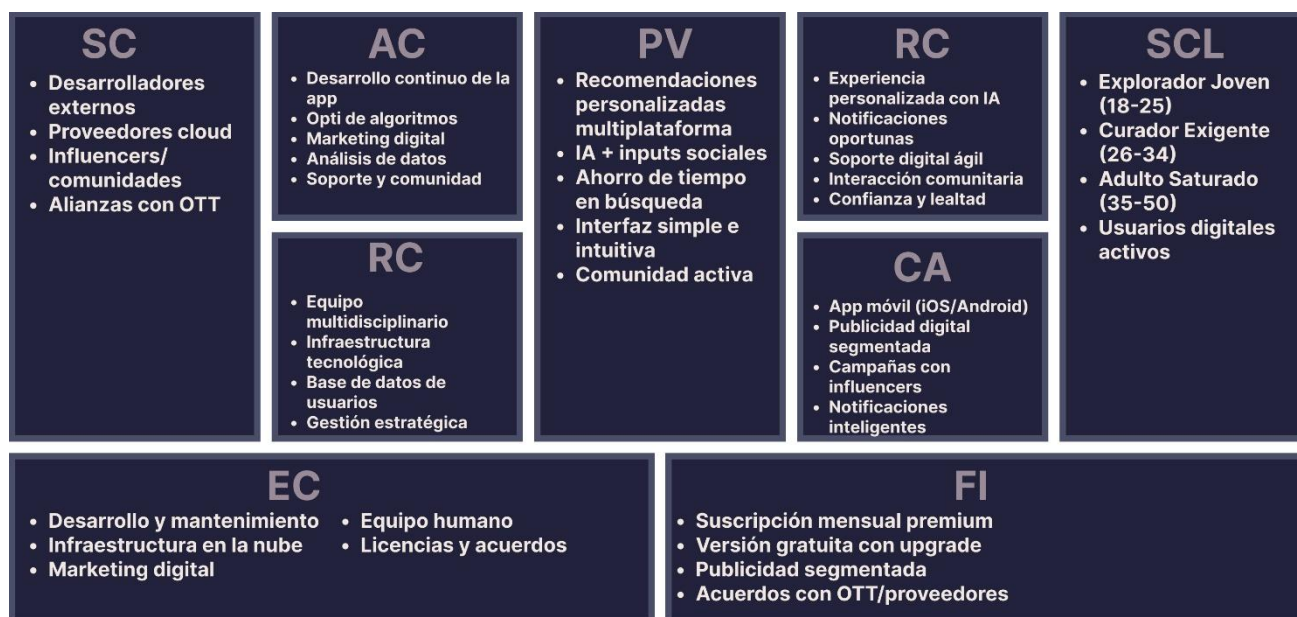 SC
• Desarrolladores
externos
• Proveedores cloud
• Influencers/
comunidades
• Alianzas con OTT
AC
• Desarrollo continuo de la
app
• Opti de algoritmos
• Marketing digital
• Análisis de datos
• Soporte y comunidad
RC
• Equipo
multidisciplinario
• Infraestructura
tecnológica
• Base de datos de
usuarios
• Gestión estratégica
PV
• Recomendaciones
personalizadas
multiplataforma
• IA + inputs sociales
• Ahorro de tiempo
en búsqueda
• Interfaz simple e
intuitiva
• Comunidad activa
RC
• Experiencia
personalizada con IA
• Notificaciones
oportunas
• Soporte digital ágil
• Interacción comunitaria
• Confianza y lealtad
CA
• App móvil (iOS/Android)
• Publicidad digital
segmentada
• Campañas con
influencers
• Notificaciones
inteligentes
SCL
• Explorador Joven
(18-25)
• Curador Exigente
(26-34)
• Adulto Saturado
(35-50)
• Usuarios digitales
activos
EC
• Desarrollo y mantenimiento
• Infraestructura en la nube
• Marketing digital
• Equipo humano
• Licencias y acuerdos
FI
• Suscripción mensual premium
• Versión gratuita con upgrade
• Publicidad segmentada
• Acuerdos con OTT/proveedores